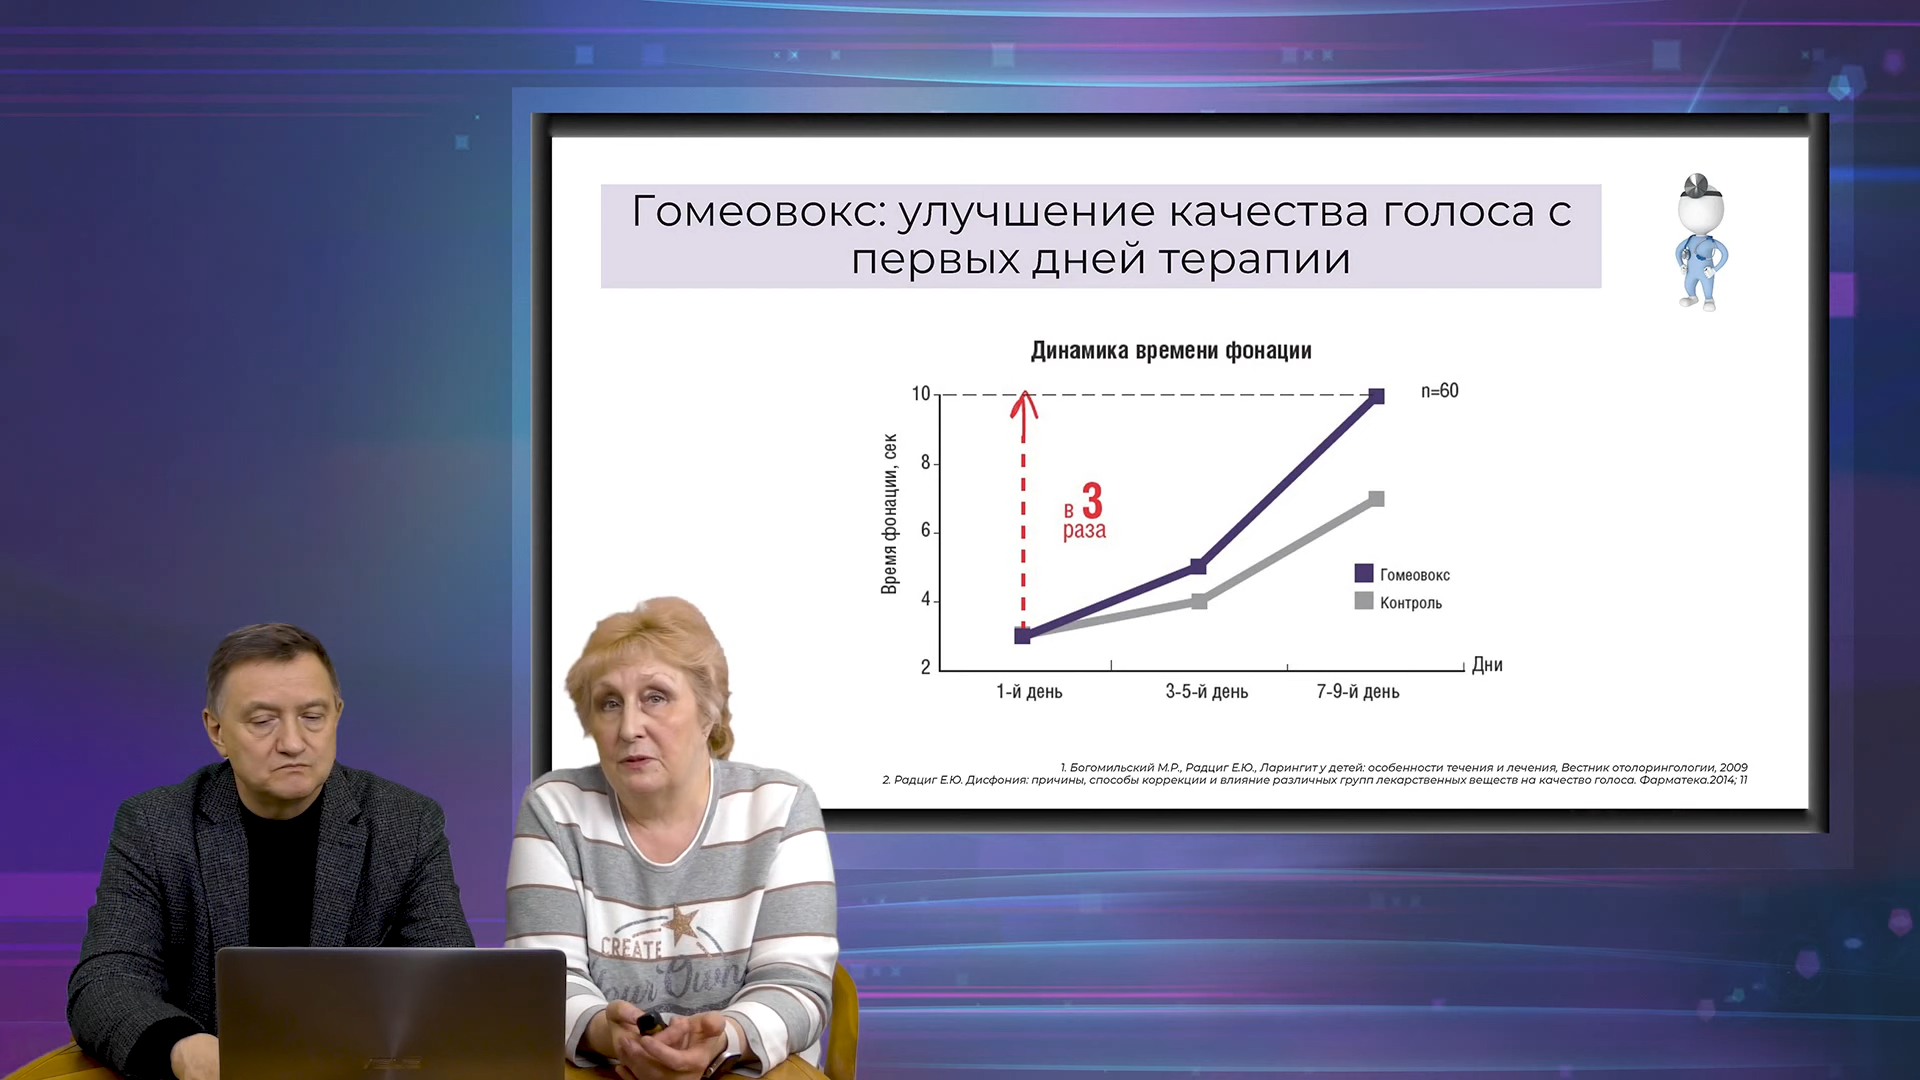 Гомеовокс: улучшение качества голоса с
первых дней терапии
Динамика времени фонации
n=60
Время фонации, сек
10
8
6
4
2
в 3
раза
Гомеовокс
Контроль
Дни
1-й день
3-5-й день
7-9-й день
1. Богомильский М.Р., Радциг Е.Ю., Ларингит у детей: особенности течения и лечения, Вестник отолорингологии, 2009
2. Радциг Е.Ю. Дисфония: причины, способы коррекции и влияние различных групп лекарственных веществ на качество голоса. Фарматека.2014; 11
CREATE
Your Own